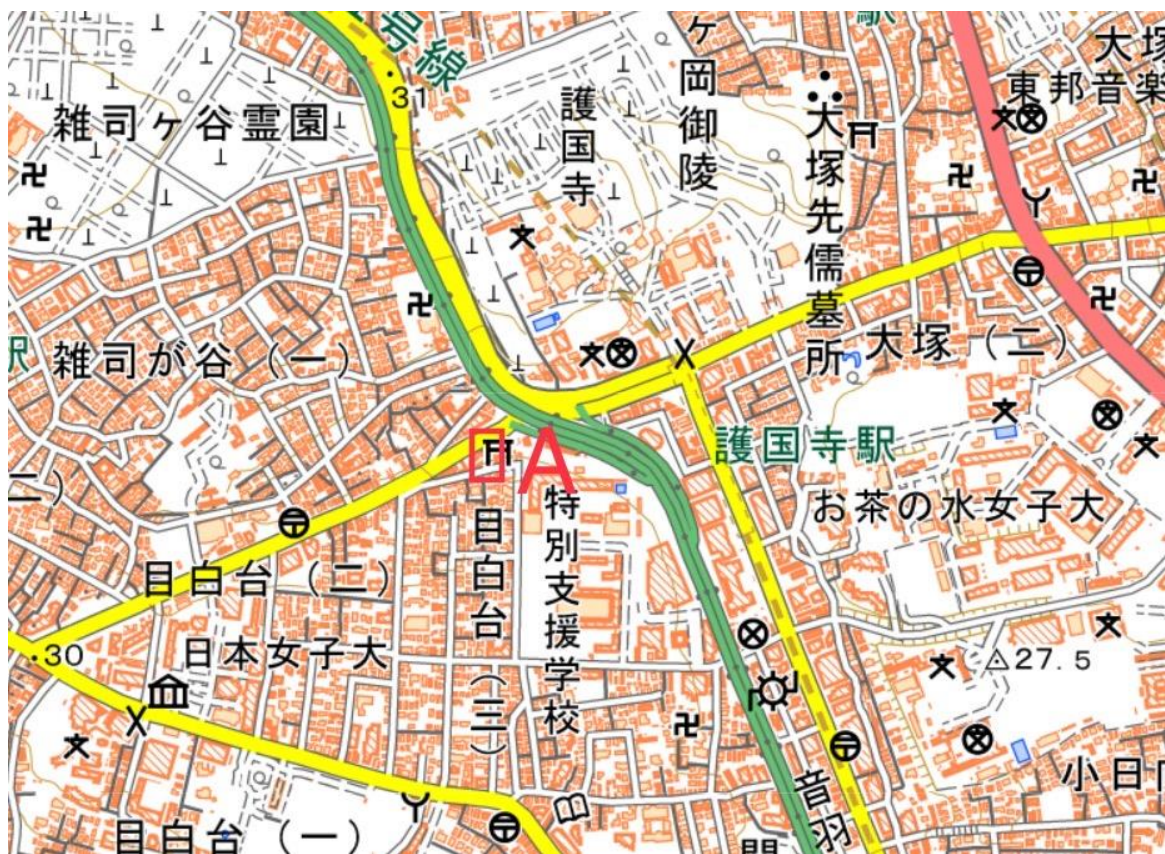 号線
31
雑司ヶ谷霊園
護国寺
ヶ岡御陵
大塚先儒墓所
大塚
東邦音楽
雑司が谷（一）
大塚（二）
A
護国寺駅
お茶の水女子大
特別支援学校
目白台（三）
目白台（二）
日本女子大
30
27.5
音羽
小日
目白台（一）
駅
駅
二）